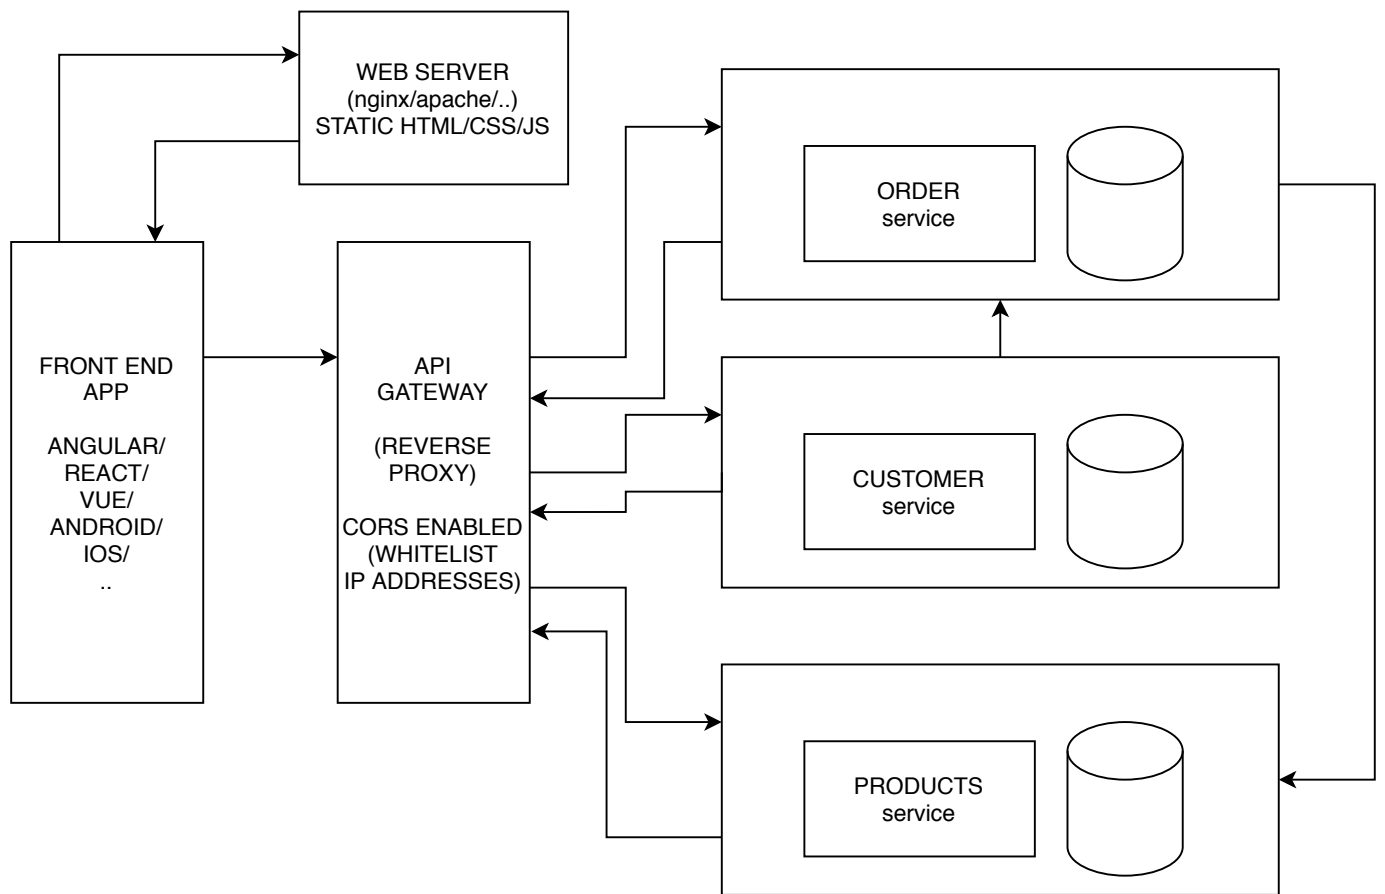 WEB SERVER
(nginx/apache/..)
STATIC HTML/CSS/JS
FRONT END
APP
ANGULAR/
REACT/
VUE/
ANDROID/
IOS/
..
API
GATEWAY
(REVERSE
PROXY)
CORS ENABLED
(WHITELIST
IP ADDRESSES)
ORDER
service
CUSTOMER
service
PRODUCTS
service